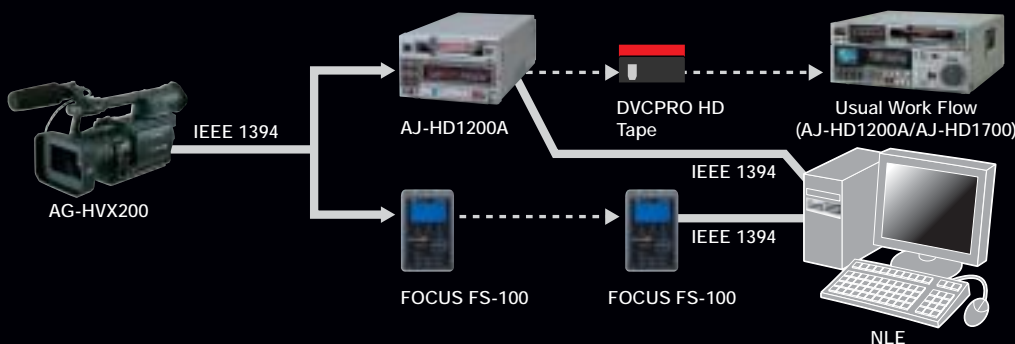 IEEE 1394
AG-HVX200
AJ-HD1200A
DVCPRO HD
Tape
Usual Work Flow
(AJ-HD1200A/AJ-HD1700)
IEEE 1394
FOCUS FS-100
FOCUS FS-100
IEEE 1394
NLE